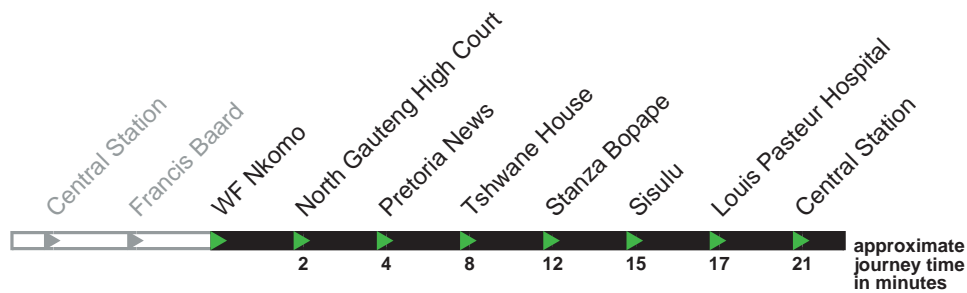 Central Station
Francis Baard
WF Nkomo
North Gauteng High Court
Pretoria News
Tshwane House
Stanza Bopape
Sisulu
Louis Pasteur Hospital
Central Station
2 4 8 12 15 17 21
approximate
journey time
in minutes